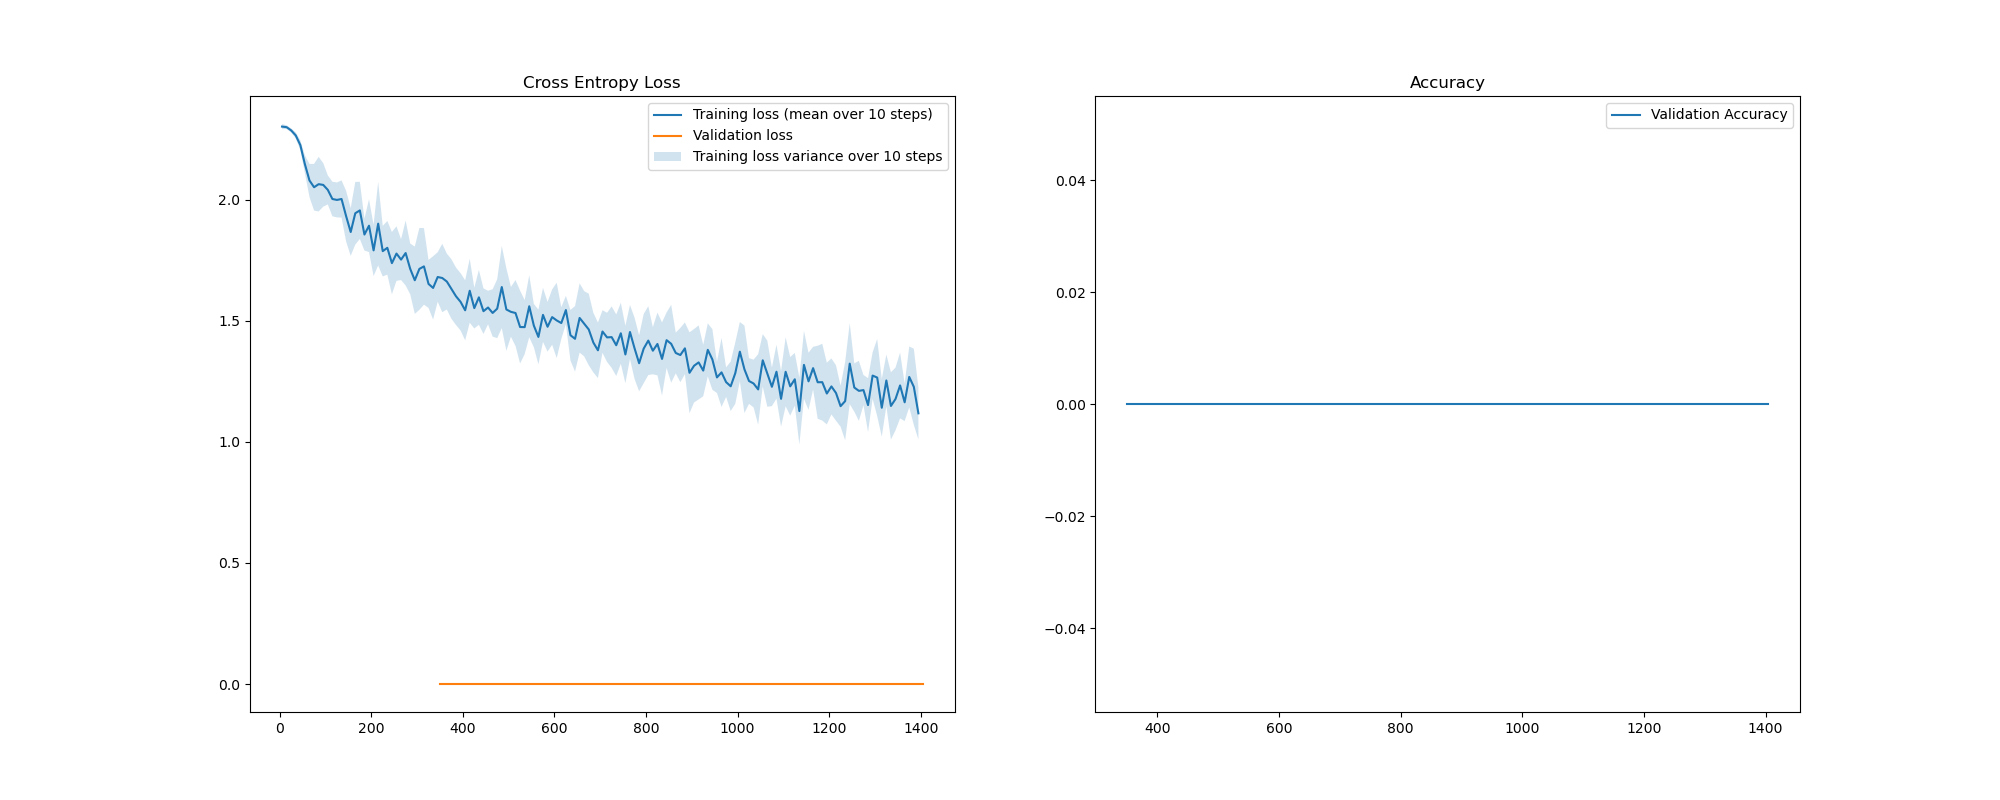 Cross Entropy Loss
Training loss (mean over 10 steps)
Validation loss
Training loss variance over 10 steps
2.0
1.5
1.0
0.5
0.0
0 200 400 600 800 1000 1200 1400
Accuracy
Validation Accuracy
0.04
0.02
0.00
−0.02
−0.04
400 600 800 1000 1200 1400